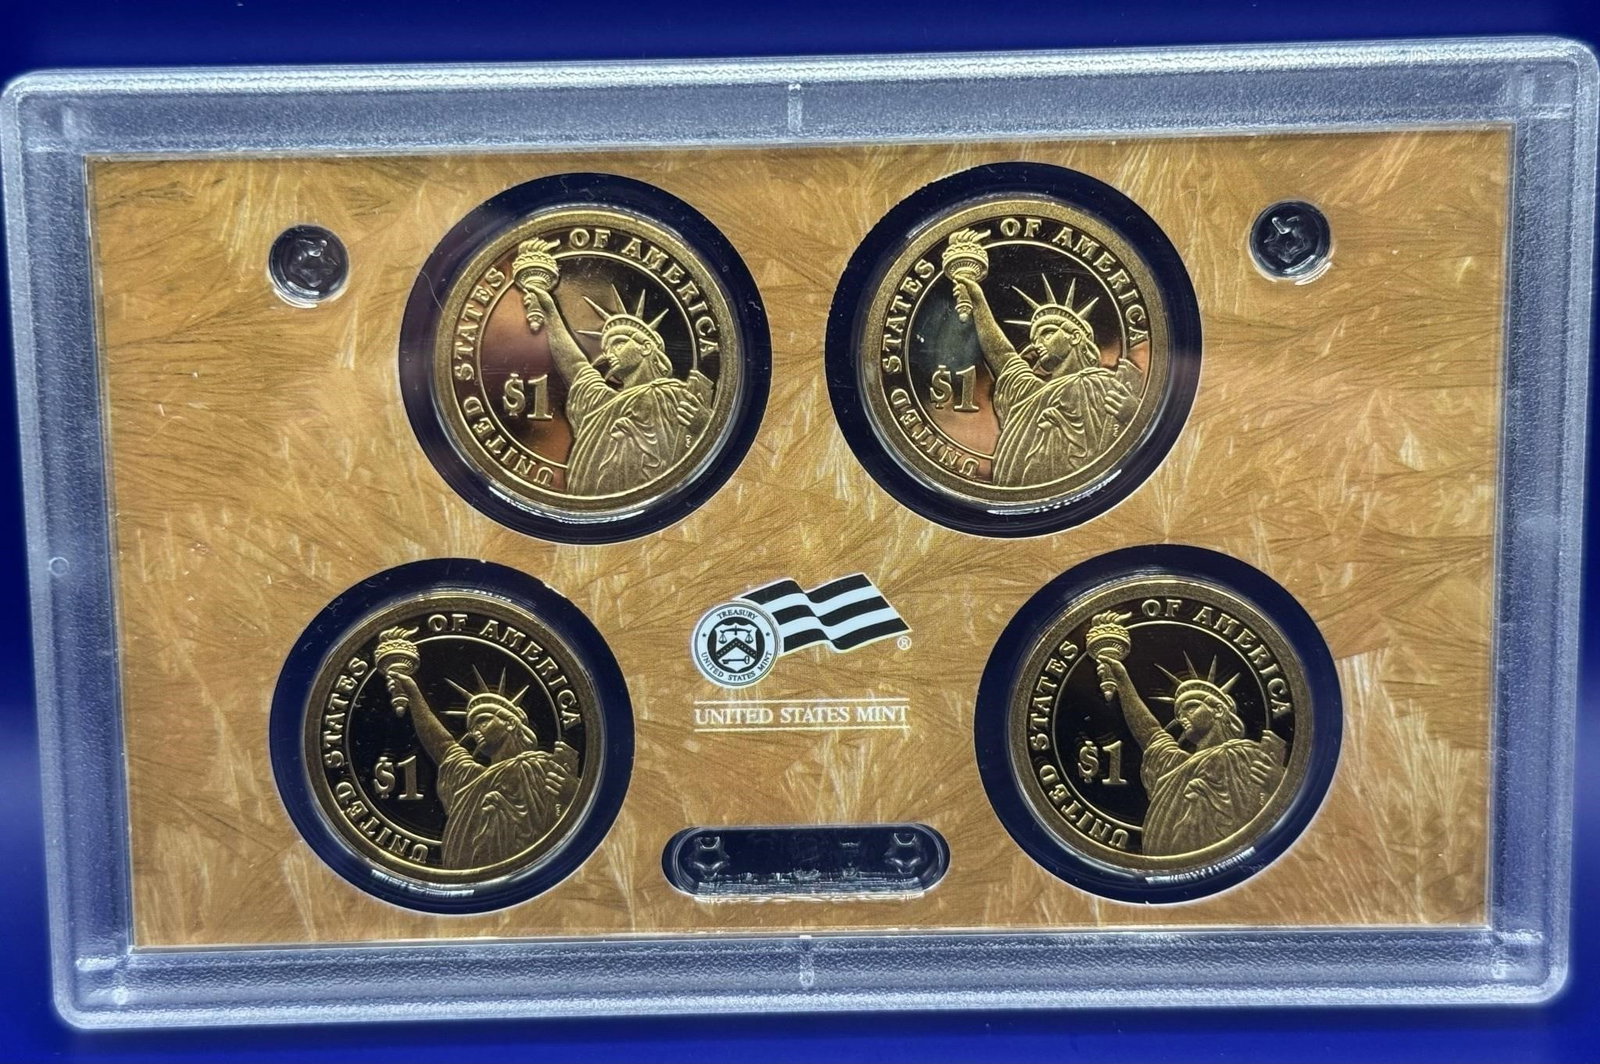 UNITED STATES OF AMERICA
$1
UNITED STATES OF AMERICA
$1
UNITED STATES OF AMERICA
$1
TREASURY
UNITED STATES MINT
®
UNITED STATES MINT
UNITED STATES OF AMERICA
$1